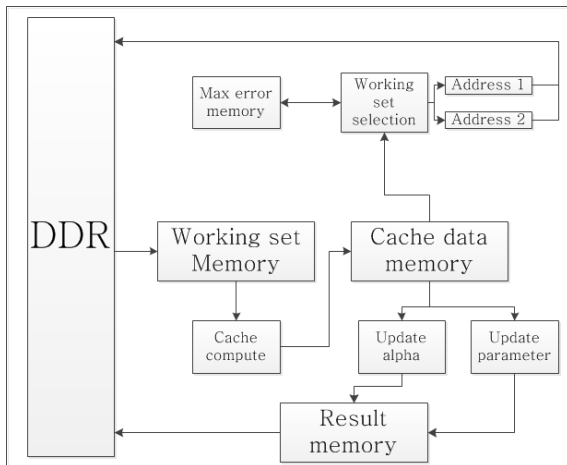 DDR
Max error
memory
Working
set
selection
Address 1
Address 2
Working set
Memory
Cache data
memory
Cache
compute
Update
alpha
Update
parameter
Result
memory